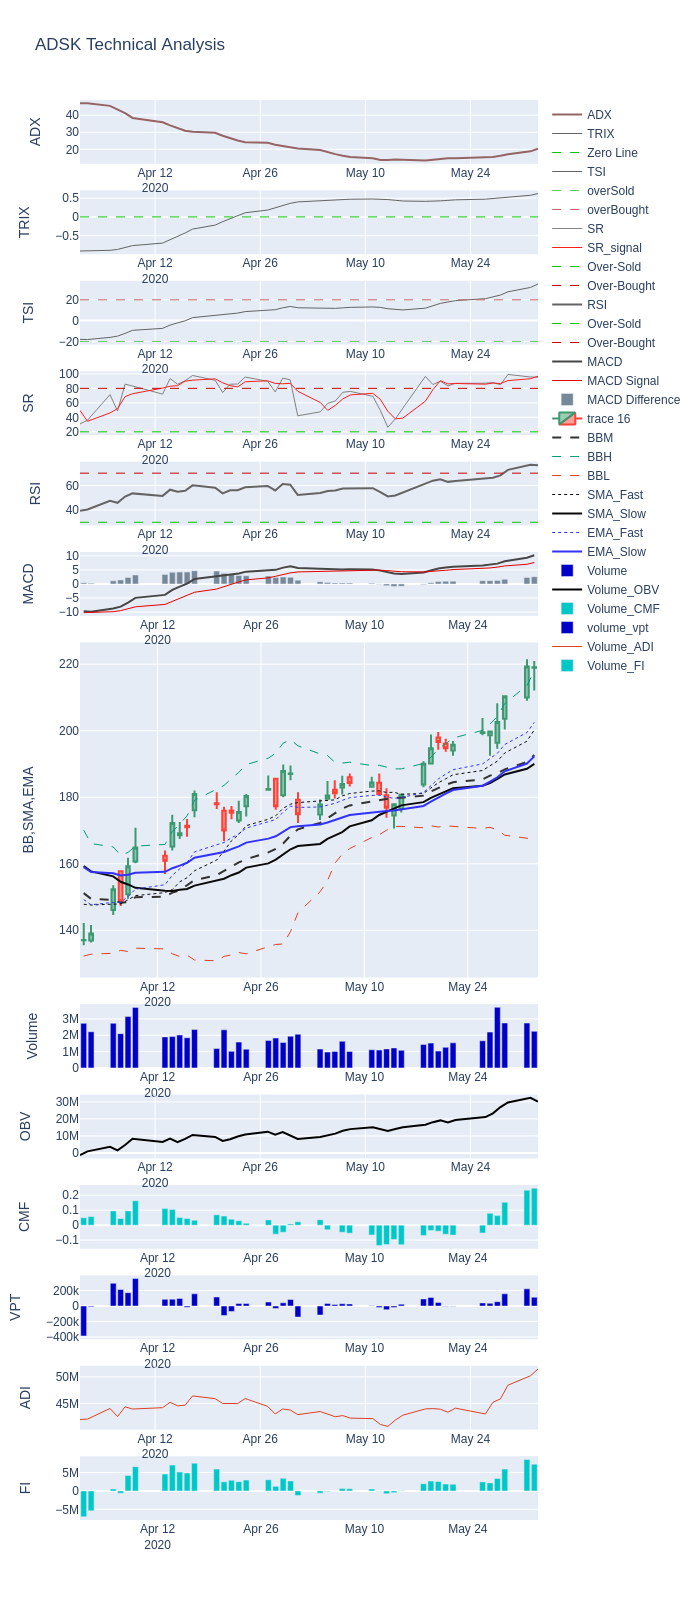 ADSK Technical Analysis
ADX
40
30
20
Apr 12
2020
Apr 26
May 10
May 24
TRIX
0.5
0
−0.5
Apr 12
2020
Apr 26
May 10
May 24
TSI
20
0
−20
Apr 12
2020
Apr 26
May 10
May 24
SR
100
80
60
40
20
Apr 12
2020
Apr 26
May 10
May 24
RSI
60
40
Apr 12
2020
Apr 26
May 10
May 24
MACD
10
5
0
−5
−10
Apr 12
2020
Apr 26
May 10
May 24
BB,SMA,EMA
220
200
180
160
140
Apr 12
2020
Apr 26
May 10
May 24
Volume
3M
2M
1M
0
Apr 12
2020
Apr 26
May 10
May 24
OBV
30M
20M
10M
0
Apr 12
2020
Apr 26
May 10
May 24
CMF
0.2
0.1
0
−0.1
Apr 12
2020
Apr 26
May 10
May 24
VPT
200k
0
−200k
−400k
Apr 12
2020
Apr 26
May 10
May 24
ADI
50M
45M
Apr 12
2020
Apr 26
May 10
May 24
FI
5M
0
−5M
Apr 12
2020
Apr 26
May 10
May 24
ADX
TRIX
Zero Line
TSI
overSold
overBought
SR
SR_signal
Over-Sold
Over-Bought
RSI
Over-Sold
Over-Bought
MACD
MACD Signal
MACD Difference
trace 16
BBM
BBH
BBL
SMA_Fast
SMA_Slow
EMA_Fast
EMA_Slow
Volume
Volume_OBV
Volume_CMF
volume_vpt
Volume_ADI
Volume_FI